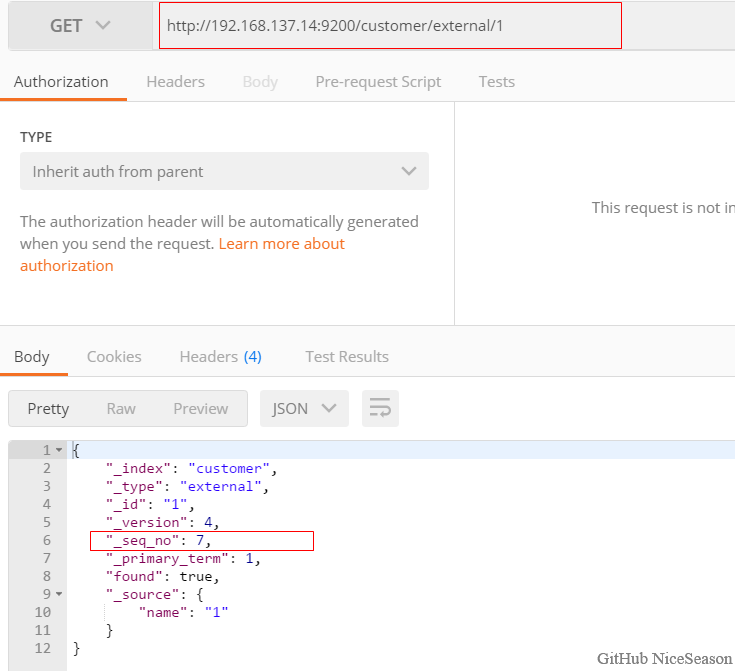 GET http://192.168.137.14:9200/customer/external/1
Authorization Headers Body Pre-request Script Tests
TYPE
Inherit auth from parent
This request is not in
The authorization header will be automatically generated
when you send the request. Learn more about
authorization
Body Cookies Headers (4) Test Results
Pretty Raw Preview JSON
1 {
2 "_index": "customer",
3 "_type": "external",
4 "_id": "1",
5 "_version": 4,
6 "_seq_no": 7,
7 "_primary_term": 1,
8 "found": true,
9 "_source": {
10 "name": "1"
11 }
12 }
GitHub NiceSeason